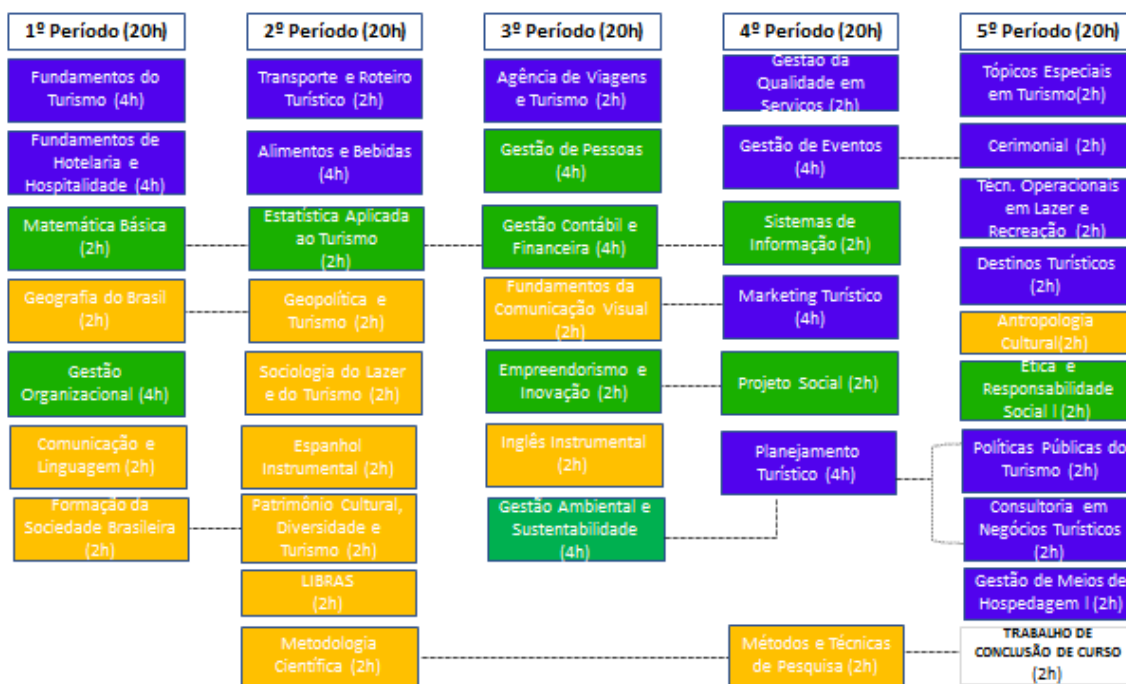 1º Período (20h)
Fundamentos do
Turismo (4h)
Fundamentos de
Hotelaria e
Hospitalidade (4h)
Matemática Básica
(2h)
Geografia do Brasil
(2h)
Gestão
Organizacional (4h)
Comunicação e
Linguagem (2h)
Formação da
Sociedade Brasileira
(2h)
2º Período (20h)
Transporte e Roteiro
Turístico (2h)
Alimentos e Bebidas
(4h)
Estatística Aplicada
ao Turismo
(2h)
Geopolítica e
Turismo (2h)
Sociologia do Lazer
e do Turismo (2h)
Espanhol
Instrumental (2h)
Patrimônio Cultural,
Diversidade e
Turismo (2h)
LIBRAS
(2h)
Metodologia
Científica (2h)
3º Período (20h)
Agência de Viagens
e Turismo (2h)
Gestão de Pessoas
(4h)
Gestão Contábil e
Financeira (4h)
Fundamentos da
Comunicação Visual
(2h)
Empreendorismo e
Inovação (2h)
Inglês Instrumental
(2h)
Gestão Ambiental e
Sustentabilidade
(4h)
4º Período (20h)
Gestão da
Qualidade em
Serviços (2h)
Gestão de Eventos
(4h)
Sistemas de
Informação (2h)
Marketing Turístico
(4h)
Projeto Social (2h)
Planejamento
Turístico (4h)
Métodos e Técnicas
de Pesquisa (2h)
5º Período (20h)
Tópicos Especiais
em Turismo(2h)
Cerimonial (2h)
Técn. Operacionais
em Lazer e
Recreação (2h)
Destinos Turísticos
(2h)
Antropologia
Cultural(2h)
Ética e
Responsabilidade
Social I (2h)
Políticas Públicas do
Turismo (2h)
Consultoria em
Negócios Turísticos
(2h)
Gestão de Meios de
Hospedagem I (2h)
TRABALHO DE
CONCLUSÃO DE CURSO
(2h)